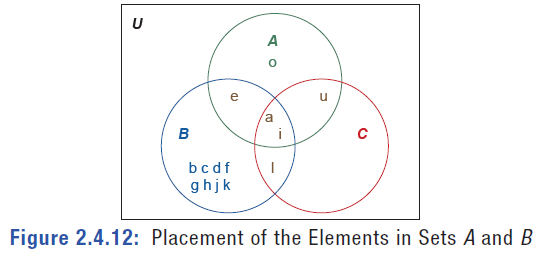 U
A
o
e
u
a
i
B
C
b c d f
g h j k
l
Figure 2.4.12: Placement of the Elements in Sets A and B